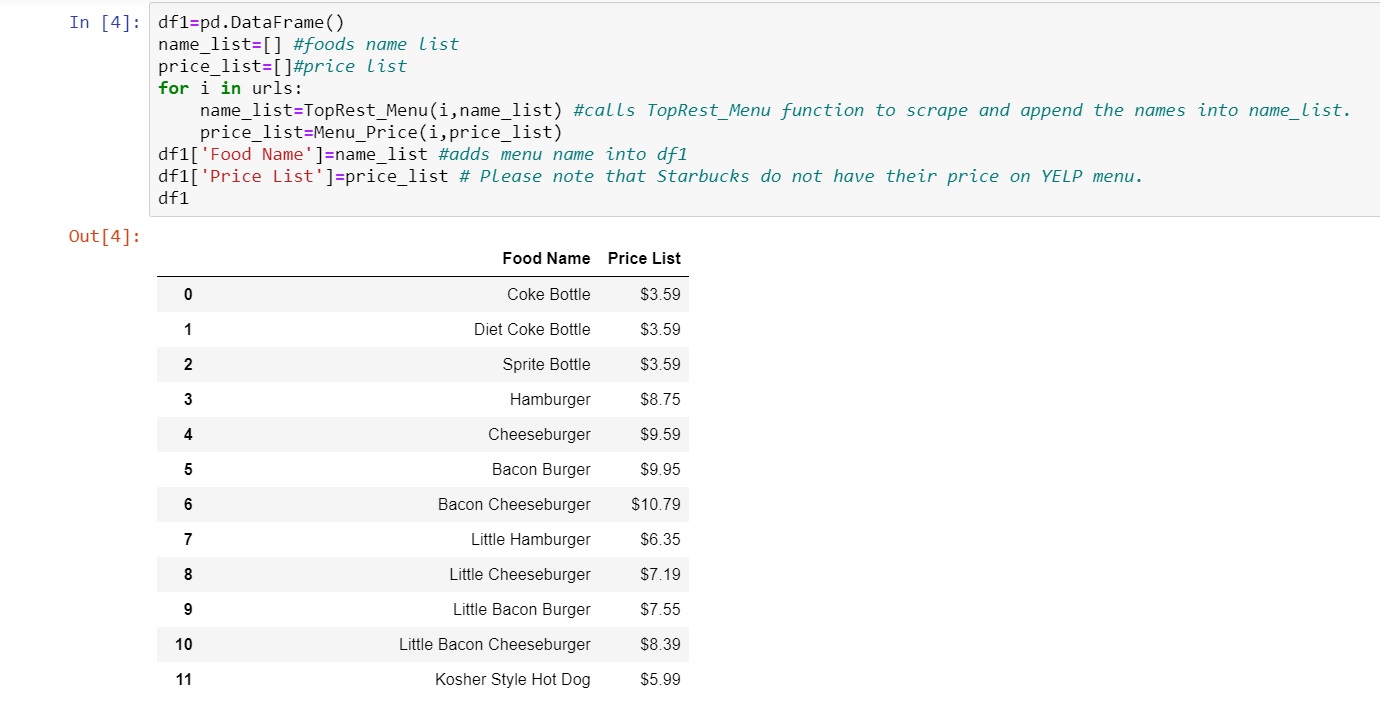 In [4]: df1=pd.DataFrame()
name_list=[] #foods name list
price_list=[]#price list
for i in urls:
    name_list=TopRest_Menu(i,name_list) #calls TopRest_Menu function to scrape and append the names into name_list.
    price_list=Menu_Price(i,price_list)
df1['Food Name']=name_list #adds menu name into df1
df1['Price List']=price_list # Please note that Starbucks do not have their price on YELP menu.
df1
Out[4]:
Food Name Price List
0 Coke Bottle $3.59
1 Diet Coke Bottle $3.59
2 Sprite Bottle $3.59
3 Hamburger $8.75
4 Cheeseburger $9.59
5 Bacon Burger $9.95
6 Bacon Cheeseburger $10.79
7 Little Hamburger $6.35
8 Little Cheeseburger $7.19
9 Little Bacon Burger $7.55
10 Little Bacon Cheeseburger $8.39
11 Kosher Style Hot Dog $5.99